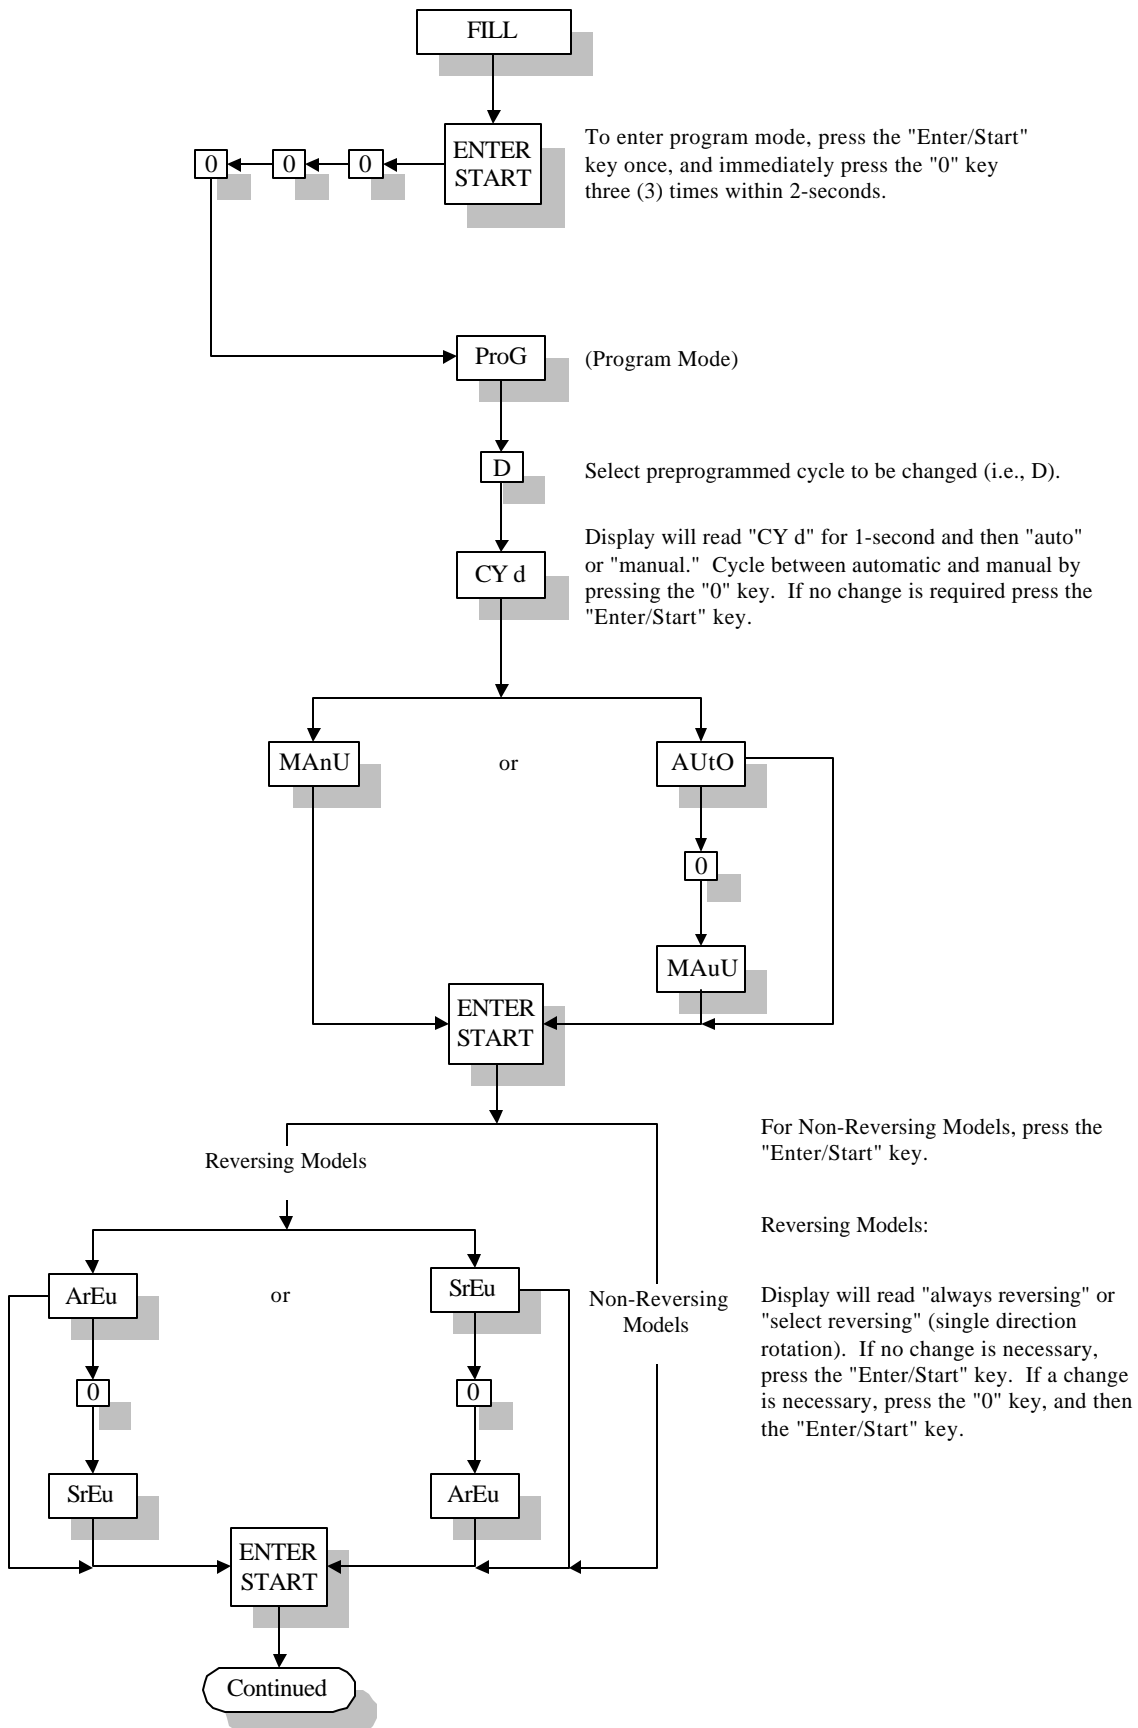 FILL
ENTER
START
0
0
0
To enter program mode, press the "Enter/Start"
key once, and immediately press the "0" key
three (3) times within 2-seconds.
ProG
(Program Mode)
D
Select preprogrammed cycle to be changed (i.e., D).
CY d
Display will read "CY d" for 1-second and then "auto"
or "manual." Cycle between automatic and manual by
pressing the "0" key. If no change is required press the
"Enter/Start" key.
MAnU
or
AUtO
0
MAuU
ENTER
START
For Non-Reversing Models, press the
"Enter/Start" key.
Reversing Models
Reversing Models:
ArEu
or
SrEu
Non-Reversing
Models
Display will read "always reversing" or
"select reversing" (single direction
rotation). If no change is necessary,
press the "Enter/Start" key. If a change
is necessary, press the "0" key, and then
the "Enter/Start" key.
0
0
SrEu
ArEu
ENTER
START
Continued